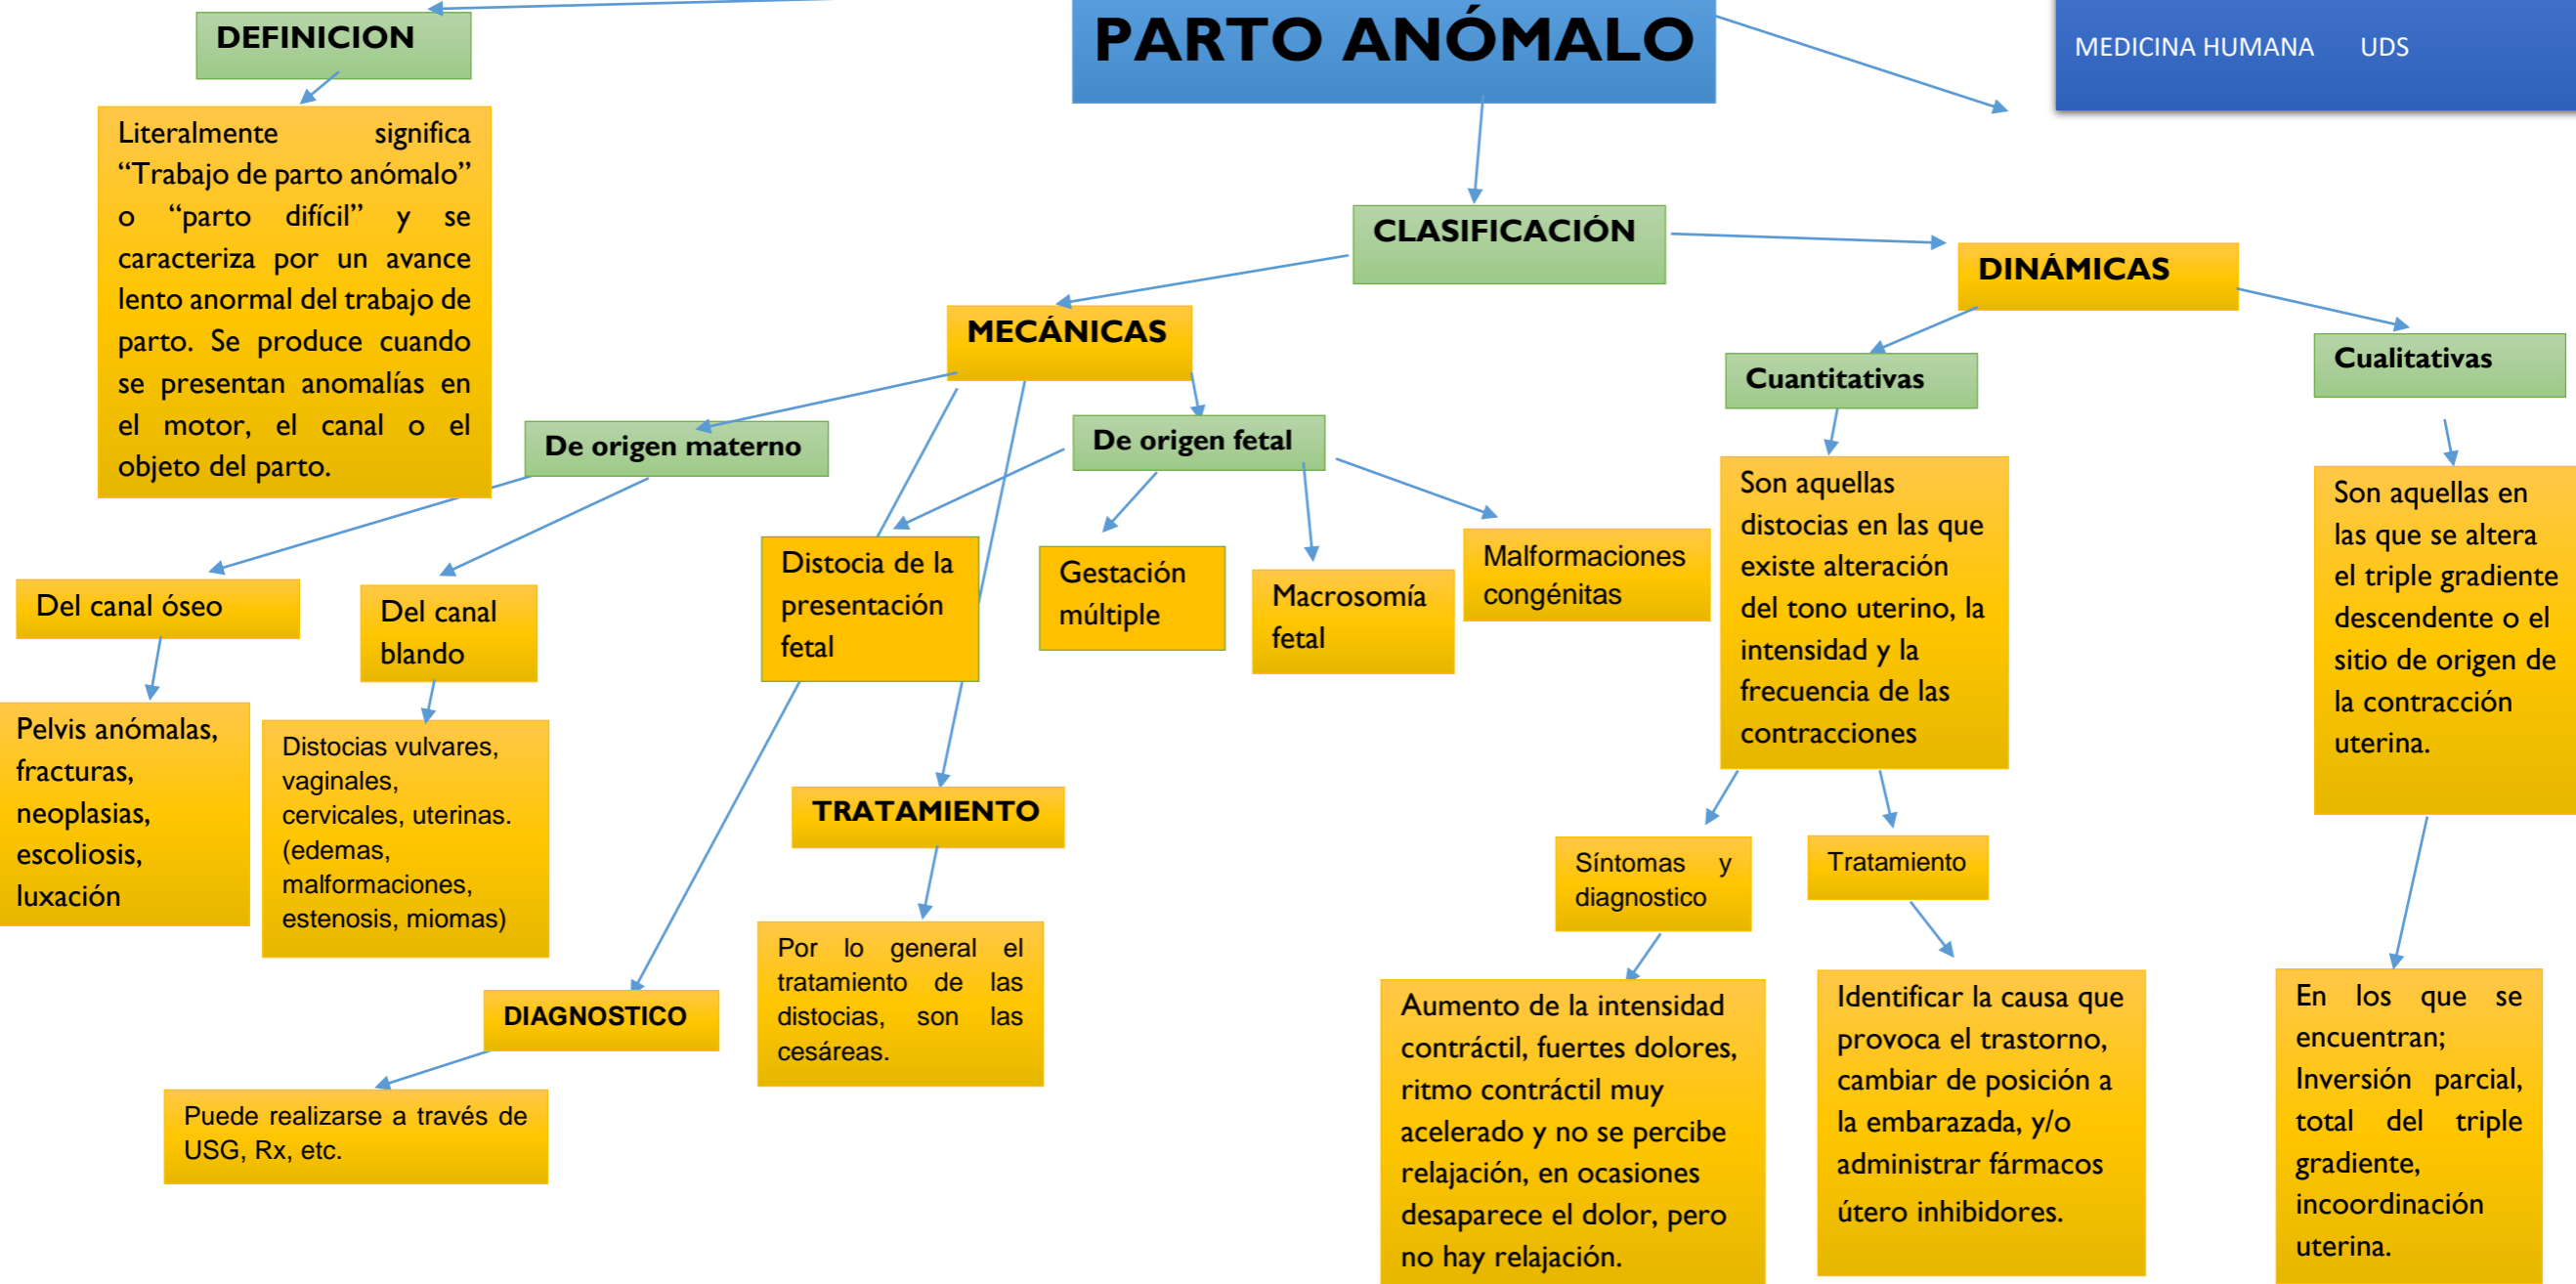 PARTO ANÓMALO
MEDICINA HUMANA UDS
DEFINICION
Literalmente significa
“Trabajo de parto anómalo”
o “parto difícil” y se
caracteriza por un avance
lento anormal del trabajo de
parto. Se produce cuando
se presentan anomalías en
el motor, el canal o el
objeto del parto.
CLASIFICACIÓN
MECÁNICAS
De origen materno
Del canal óseo
Pelvis anómalas,
fracturas,
neoplasias,
escoliosis,
luxación
Del canal
blando
Distocias vulvares,
vaginales,
cervicales, uterinas.
(edemas,
malformaciones,
estenosis, miomas)
De origen fetal
Distocia de la
presentación
fetal
Gestación
múltiple
Macrosomía
fetal
Malformaciones
congénitas
DIAGNOSTICO
Puede realizarse a través de
USG, Rx, etc.
TRATAMIENTO
Por lo general el
tratamiento de las
distocias, son las
cesáreas.
DINÁMICAS
Cuantitativas
Son aquellas
distocias en las que
existe alteración
del tono uterino, la
intensidad y la
frecuencia de las
contracciones
Síntomas y
diagnostico
Aumento de la intensidad
contráctil, fuertes dolores,
ritmo contráctil muy
acelerado y no se percibe
relajación, en ocasiones
desaparece el dolor, pero
no hay relajación.
Tratamiento
Identificar la causa que
provoca el trastorno,
cambiar de posición a
la embarazada, y/o
administrar fármacos
útero inhibidores.
Cualitativas
Son aquellas en
las que se altera
el triple gradiente
descendente o el
sitio de origen de
la contracción
uterina.
En los que se
encuentran;
Inversión parcial,
total del triple
gradiente,
incoordinación
uterina.